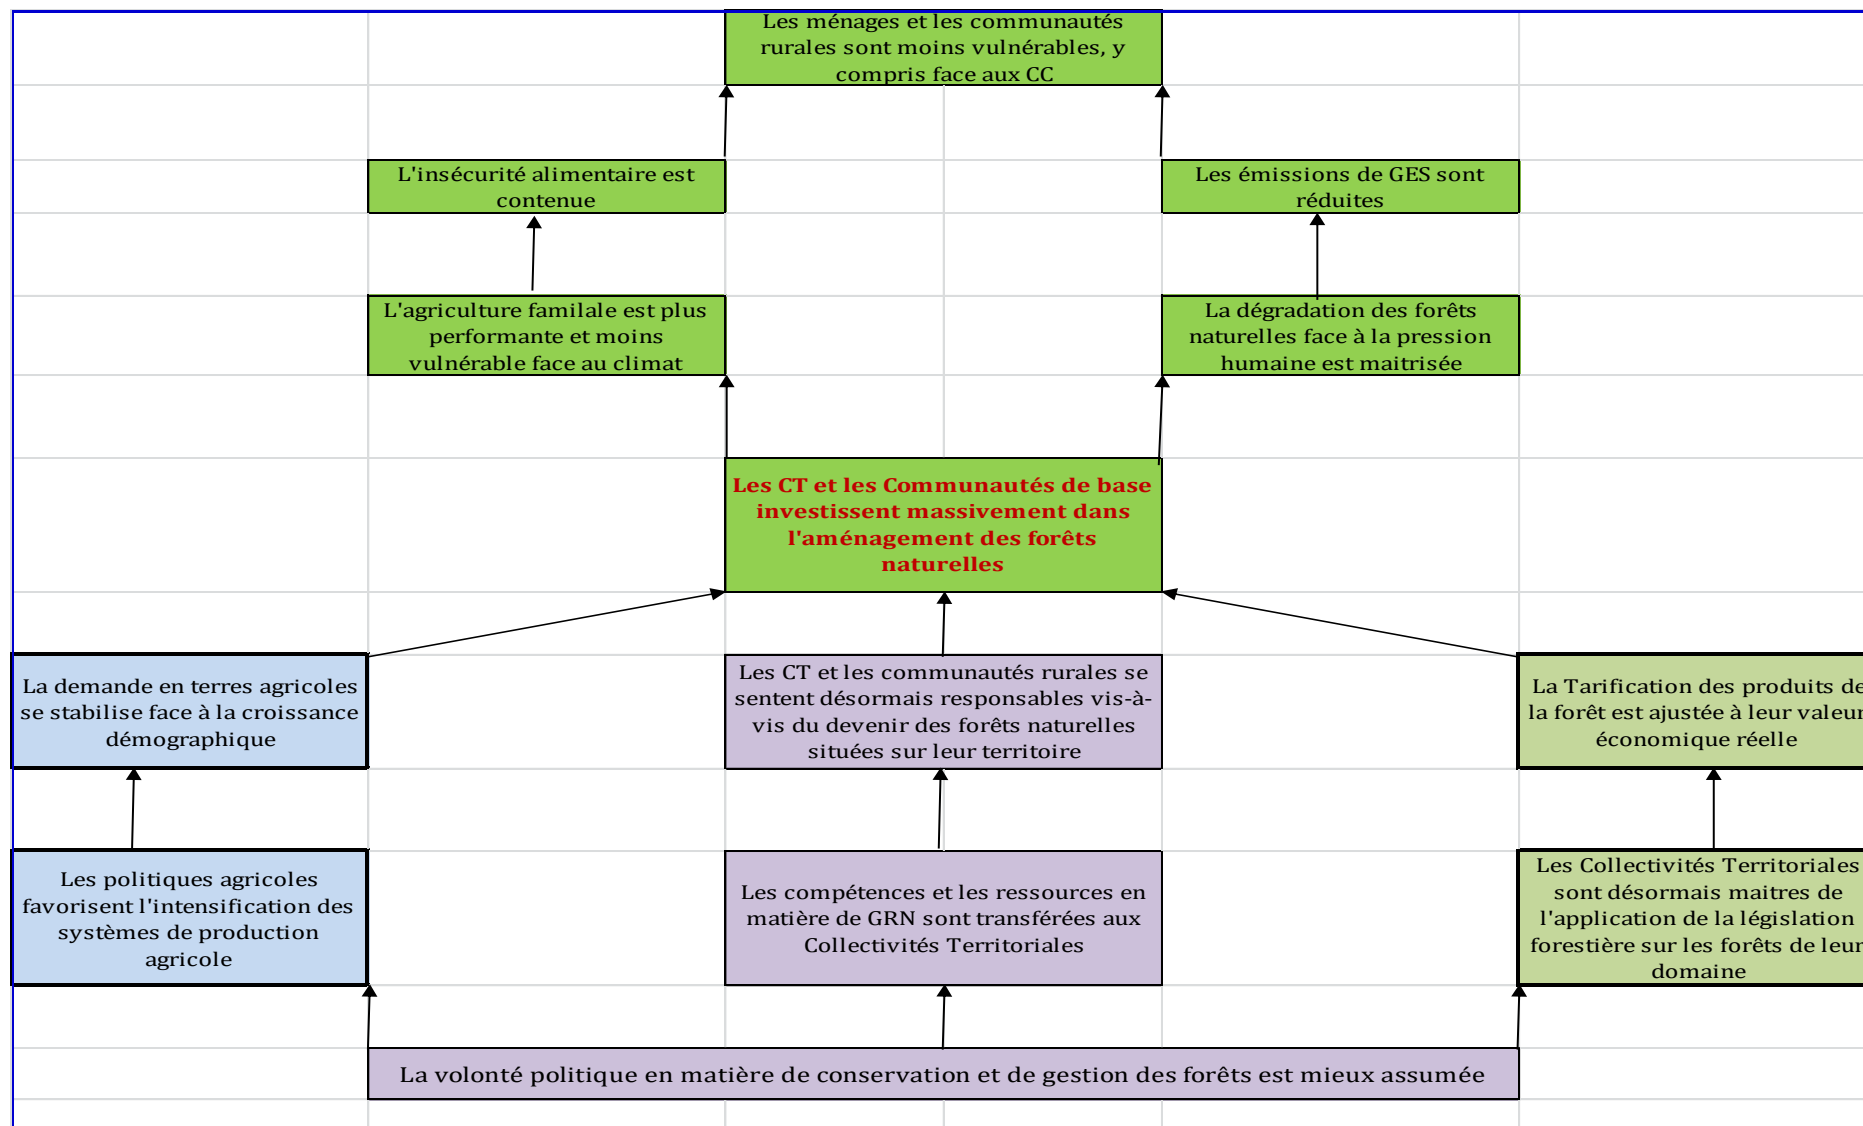 Les ménages et les communautés
rurales sont moins vulnérables, y
compris face aux CC
L'insécurité alimentaire est
contenue
Les émissions de GES sont
réduites
L'agriculture familale est plus
performante et moins
vulnérable face au climat
La dégradation des forêts
naturelles face à la pression
humaine est maitrisée
Les CT et les Communautés de base
investissent massivement dans
l'aménagement des forêts
naturelles
La demande en terres agricoles
se stabilise face à la croissance
démographique
Les CT et les communautés rurales se
sentent désormais responsables vis-à-
vis du devenir des forêts naturelles
situées sur leur territoire
La Tarification des produits de
la forêt est ajustée à leur valeur
économique réelle
Les politiques agricoles
favorisent l'intensification des
systèmes de production
agricole
Les compétences et les ressources en
matière de GRN sont transférées aux
Collectivités Territoriales
Les Collectivités Territoriales
sont désormais maitres de
l'application de la législation
forestière sur les forêts de leur
domaine
La volonté politique en matière de conservation et de gestion des forêts est mieux assumée